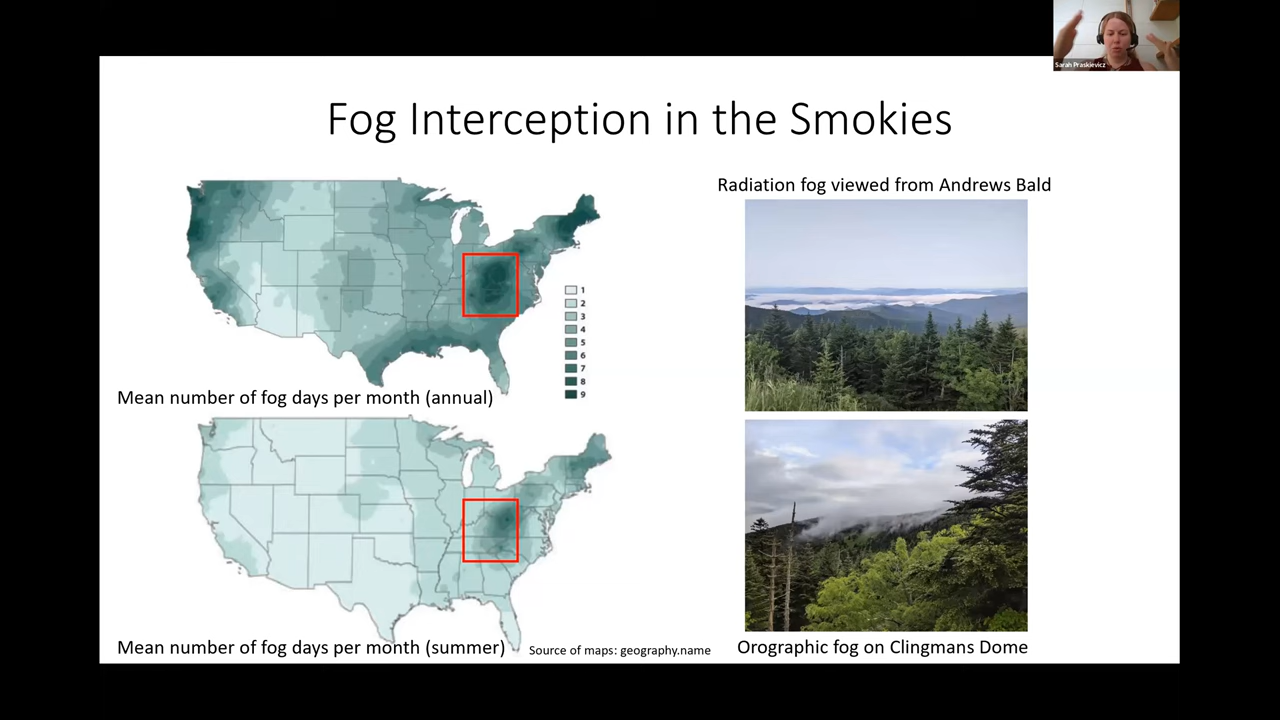 Sarah Praskievicz
Fog Interception in the Smokies
Radiation fog viewed from Andrews Bald
1
2
3
4
5
6
7
8
9
Mean number of fog days per month (annual)
Mean number of fog days per month (summer)
Source of maps: geography.name
Orographic fog on Clingmans Dome